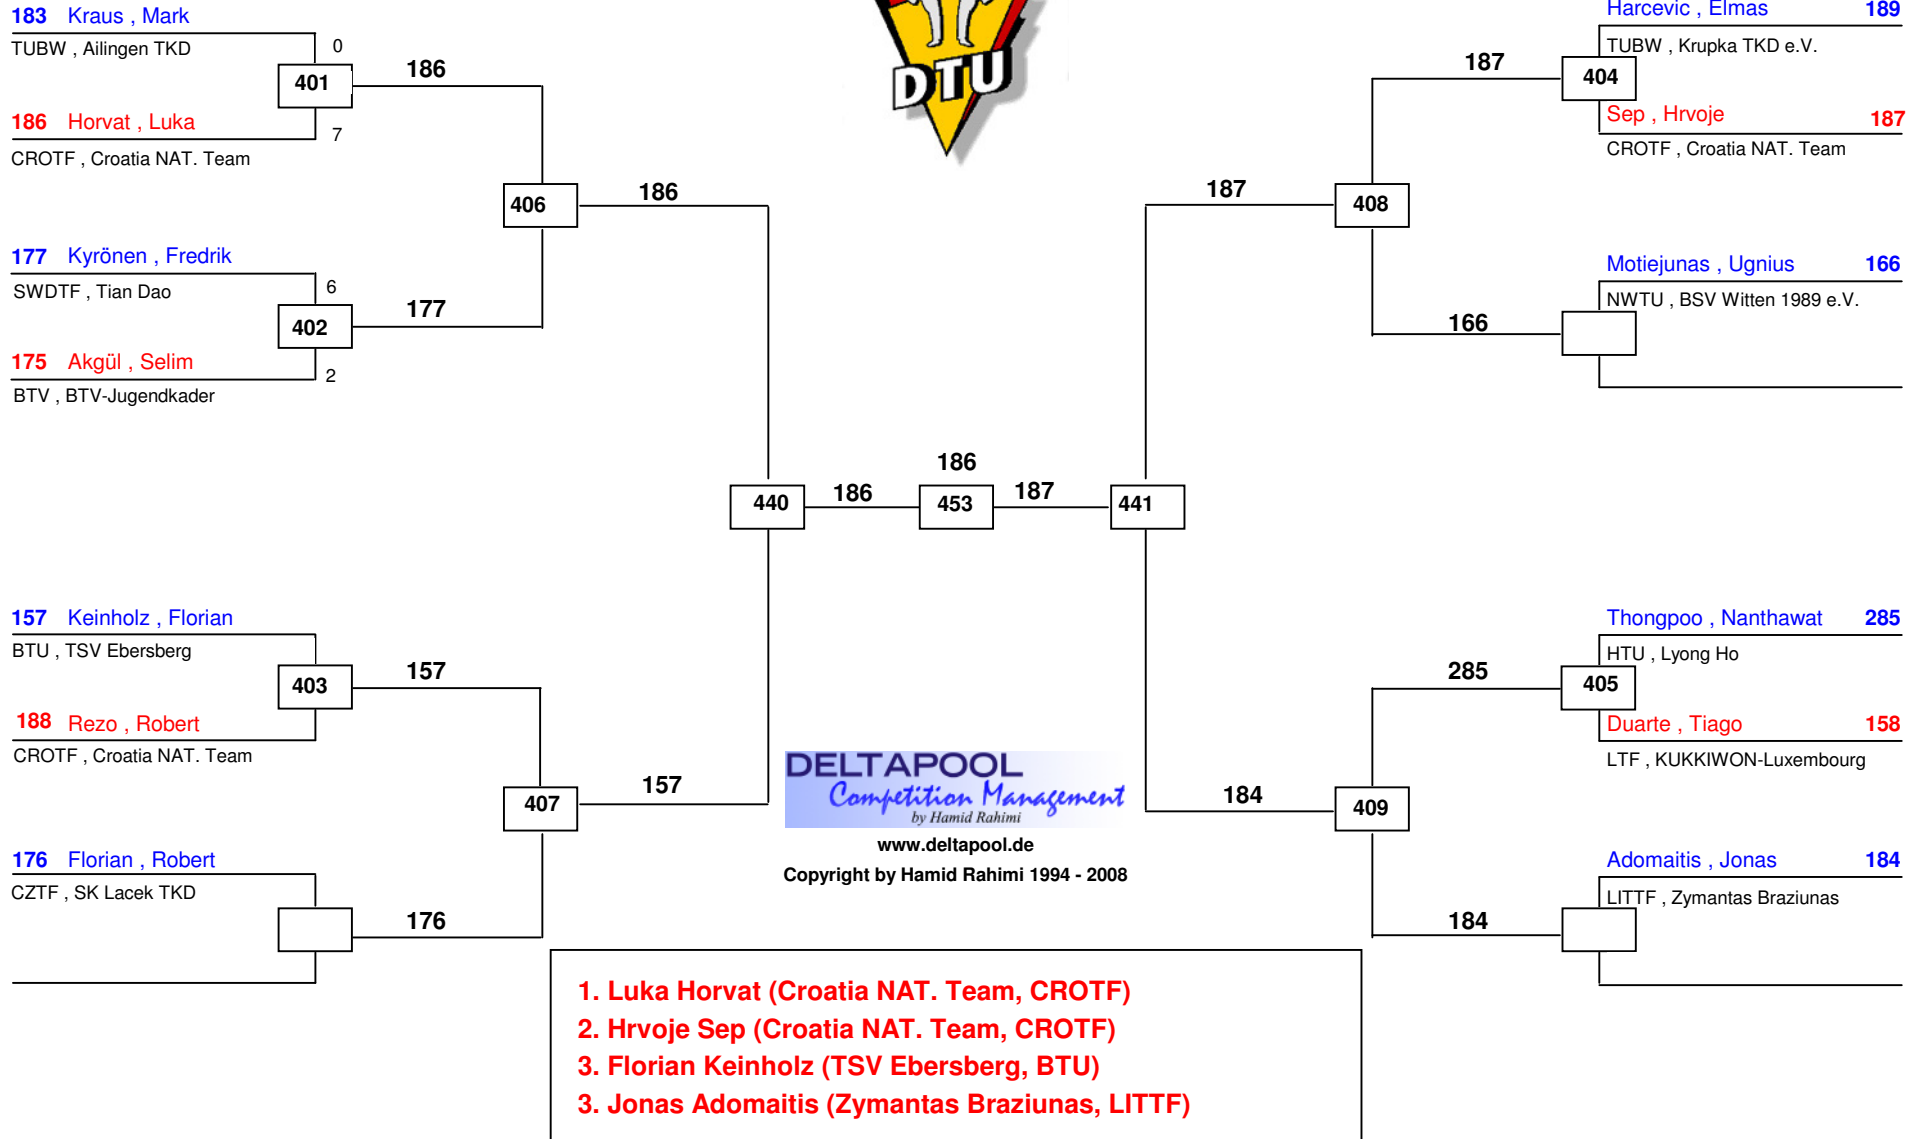 DTU
183 Kraus , Mark
TUBW , Ailingen TKD
0
401
186
186 Horvat , Luka
7
CROTF , Croatia NAT. Team
406
186
177 Kyrönen , Fredrik
SWDTF , Tian Dao
6
402
177
175 Akgül , Selim
2
BTV , BTV-Jugendkader
157 Keinholz , Florian
BTU , TSV Ebersberg
403
157
188 Rezo , Robert
CROTF , Croatia NAT. Team
407
157
176 Florian , Robert
CZTF , SK Lacek TKD
176
440
186
186
453
187
441
Harcevic , Elmas 189
TUBW , Krupka TKD e.V.
187
404
Sep , Hrvoje 187
CROTF , Croatia NAT. Team
187
408
Motiejunas , Ugnius 166
NWTU , BSV Witten 1989 e.V.
166
Thongpoo , Nanthawat 285
HTU , Lyong Ho
285
405
Duarte , Tiago 158
LTF , KUKKIWON-Luxembourg
184
409
Adomaitis , Jonas 184
LITTF , Zymantas Braziunas
184
DELTAPOOL
Competition Management
by Hamid Rahimi
www.deltapool.de
Copyright by Hamid Rahimi 1994 - 2008
1. Luka Horvat (Croatia NAT. Team, CROTF)
2. Hrvoje Sep (Croatia NAT. Team, CROTF)
3. Florian Keinholz (TSV Ebersberg, BTU)
3. Jonas Adomaitis (Zymantas Braziunas, LITTF)